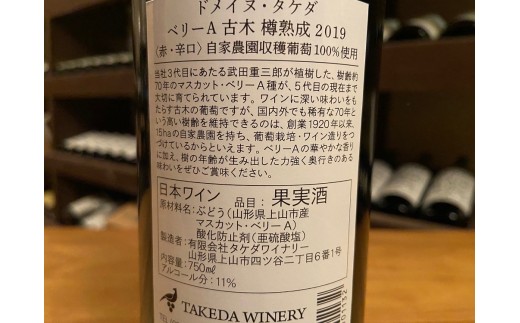 ドメイヌ・タケダ
ベリーA 古木 樽熟成 2019
〈赤・辛口〉自家農園収穫葡萄100%使用
当社3代目にあたる武田重三郎が植樹した、樹齢約
70年のマスカット・ベリーA種が、5代目の現在まで
大切に育てられています。ワインに深い味わいをも
たらす古木の葡萄ですが、国内外でも稀有な70年と
いう高い樹齢を維持できるのは、創業1920年以来、
15haの自家農園を持ち、葡萄栽培・ワイン造りをつ
づけているからといえます。ベリーAの華やかな香り
に加え、樹の年齢が生み出した力強く奥行きのある
味わいをぜひご賞味ください。
日本ワイン 品目：果実酒
原材料名：ぶどう（山形県上山市産
マスカット・ベリーA）
酸化防止剤（亜硫酸塩）
製造者：有限会社タケダワイナリー
山形県上山市四ツ谷二丁目6番1号
内容量：750mℓ
アルコール分：11%
TAKEDA WINERY